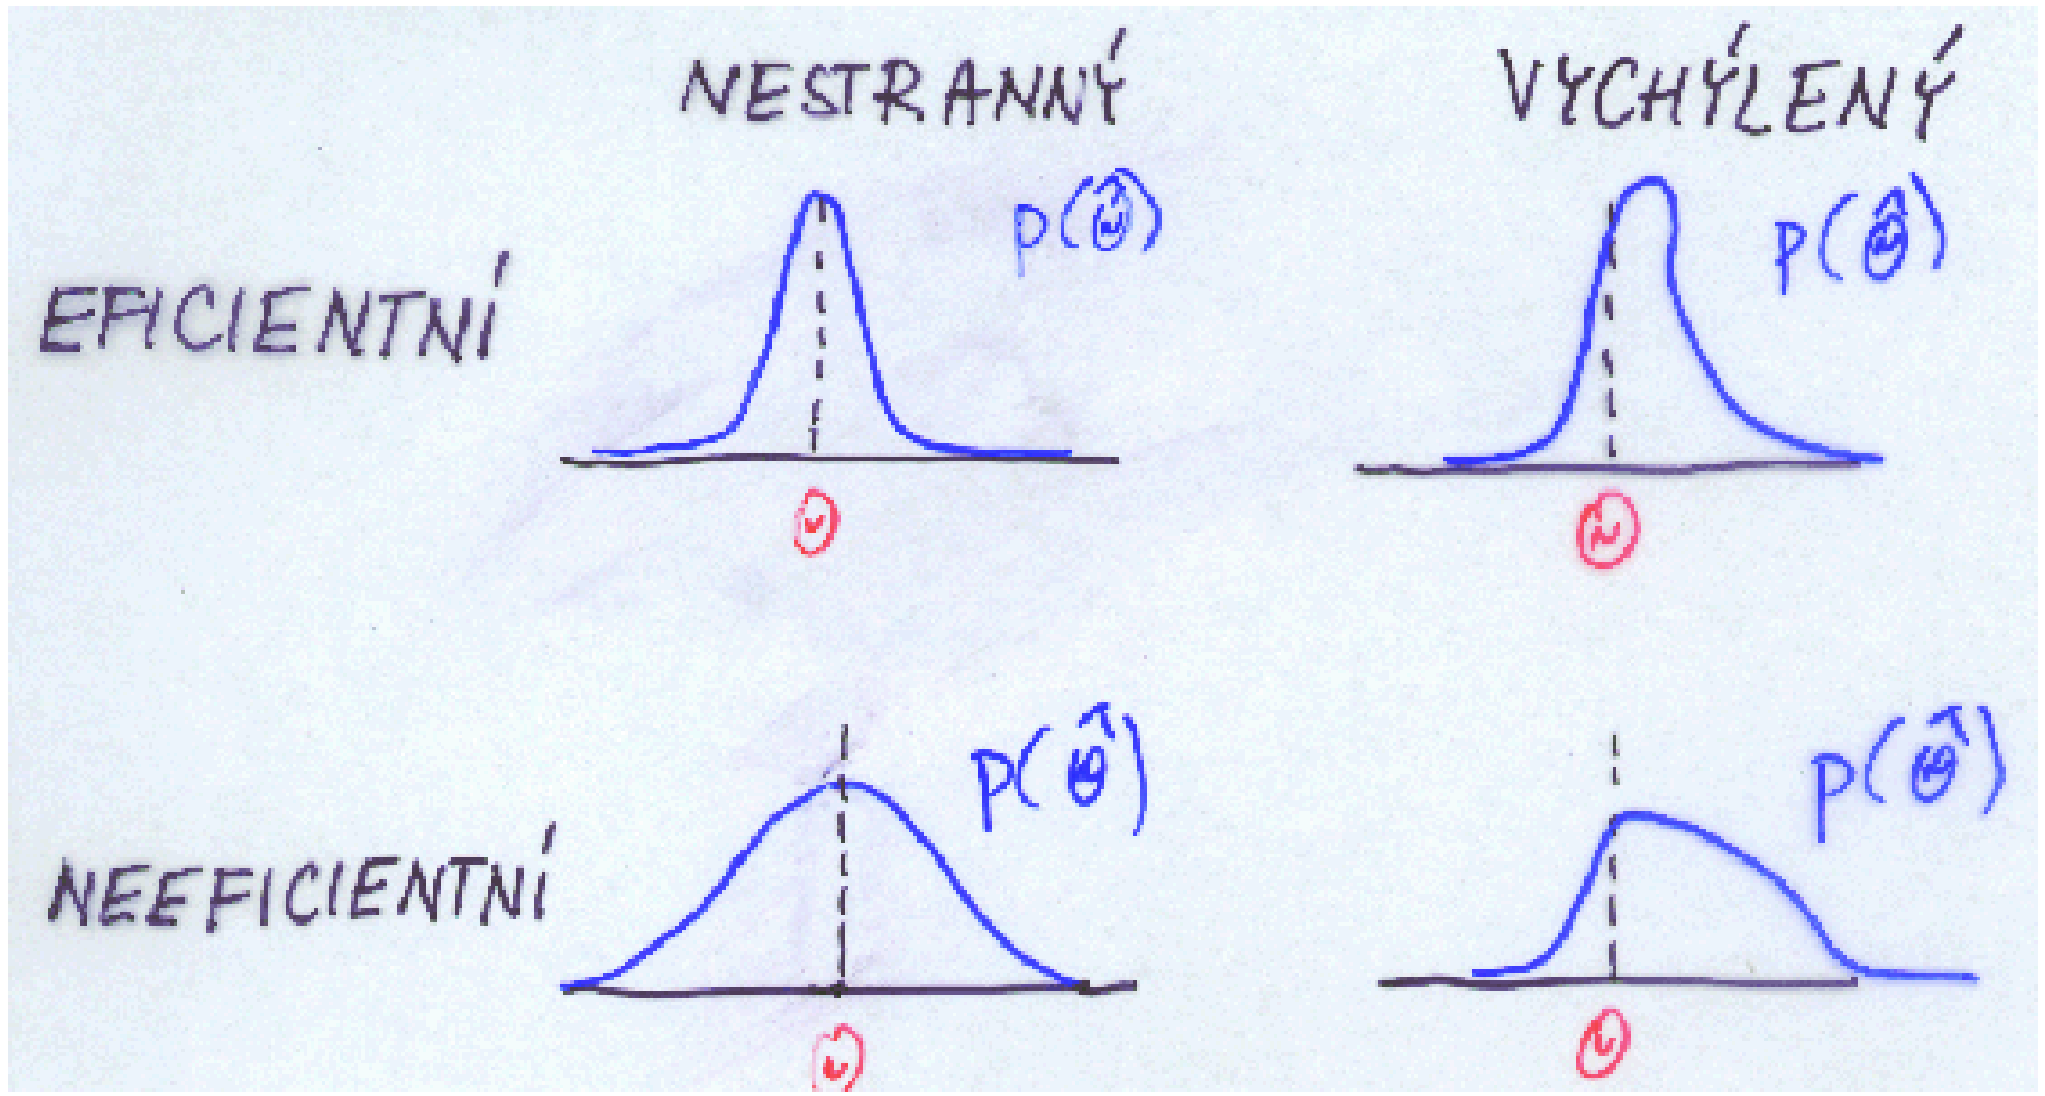 NESTRANNÝ VYCHÝLENÝ
EFICIENTNÍ p(Θ̂) p(Θ̂)
Θ Θ
NEEFICIENTNÍ p(Θ̂) p(Θ̂)
Θ Θ